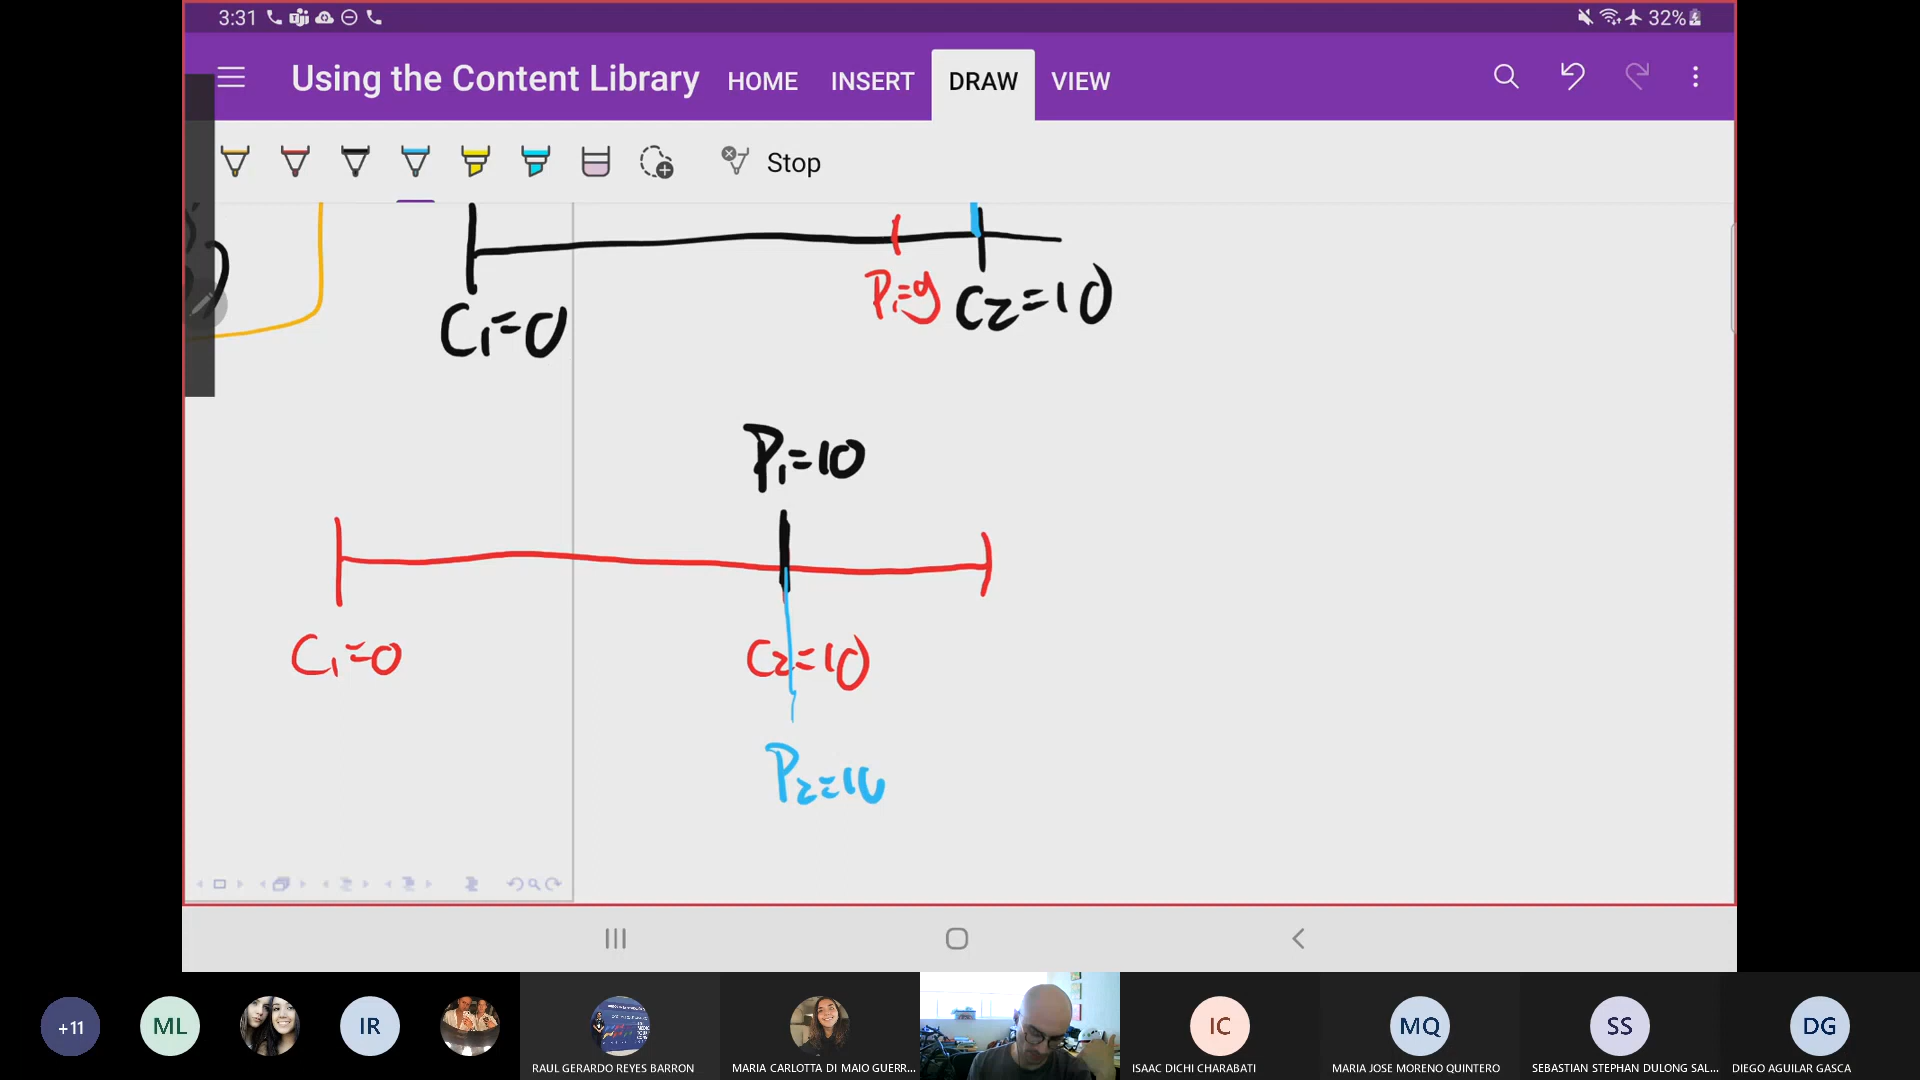 3:31 32%
Using the Content Library HOME INSERT DRAW VIEW
Stop
P1=9
C2=10
C1=0
P1=10
C1=0
C2=10
P2=10
+11
ML
IR
IC
MQ
SS
DG
RAUL GERARDO REYES BARRON
MARIA CARLOTTA DI MAIO GUERR...
ISAAC DICHI CHARABATI
MARIA JOSE MORENO QUINTERO
SEBASTIAN STEPHAN DULONG SAL...
DIEGO AGUILAR GASCA